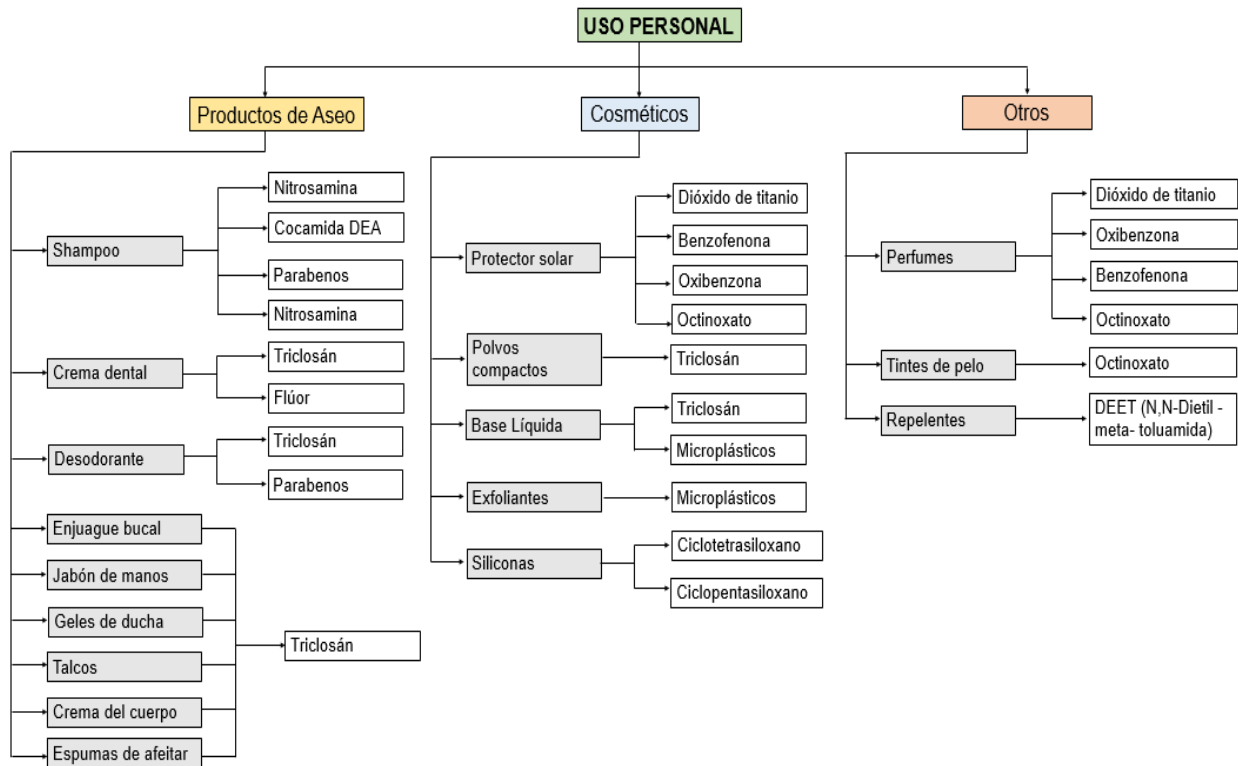 USO PERSONAL
Productos de Aseo
Cosméticos
Otros
Shampoo
Nitrosamina
Cocamida DEA
Parabenos
Nitrosamina
Crema dental
Triclosán
Flúor
Desodorante
Triclosán
Parabenos
Enjuague bucal
Jabón de manos
Geles de ducha
Talcos
Crema del cuerpo
Espumas de afeitar
Triclosán
Protector solar
Dióxido de titanio
Benzofenona
Oxibenzona
Octinoxato
Polvos
compactos
Triclosán
Base Líquida
Triclosán
Microplásticos
Exfoliantes
Microplásticos
Siliconas
Ciclotetrasiloxano
Ciclopentasiloxano
Perfumes
Dióxido de titanio
Oxibenzona
Benzofenona
Octinoxato
Tintes de pelo
Octinoxato
Repelentes
DEET (N,N-Dietil -
meta- toluamida)